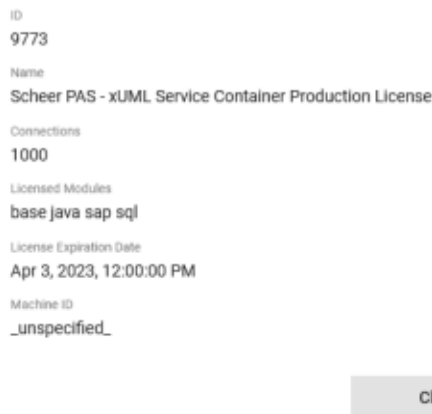 ID
9773
Name
Scheer PAS - xUML Service Container Production License
Connections
1000
Licensed Modules
base java sap sql
License Expiration Date
Apr 3, 2023, 12:00:00 PM
Machine ID
_unspecified_